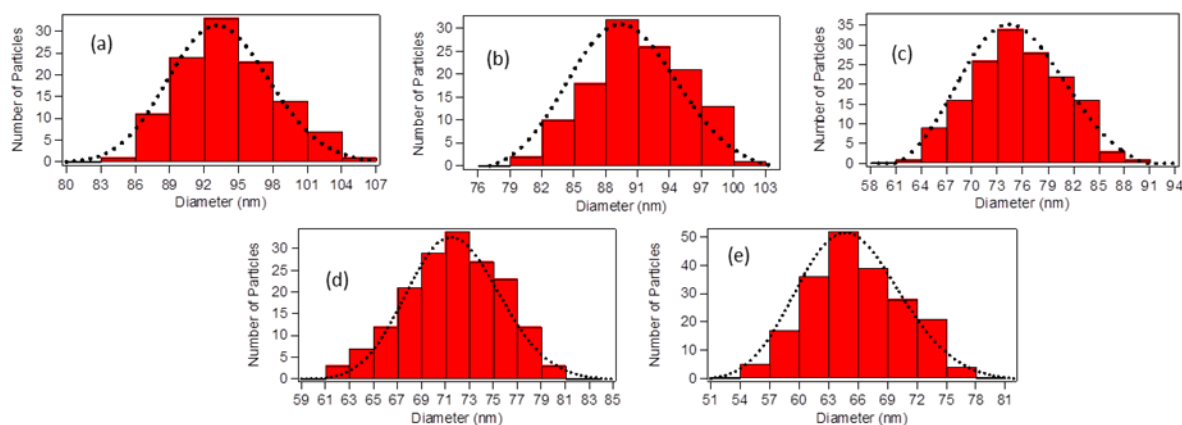 (a)
Number of Particles
30
20
10
0
80 83 86 89 92 95 98 101 104 107
Diameter (nm)
(b)
Number of Particles
30
25
20
15
10
5
0
76 79 82 85 88 91 94 97 100 103
Diameter (nm)
(c)
Number of Particles
35
30
25
20
15
10
5
0
58 61 64 67 70 73 76 79 82 85 88 91 94
Diameter (nm)
(d)
Number of Particles
30
25
20
15
10
5
0
59 61 63 65 67 69 71 73 75 77 79 81 83 85
Diameter (nm)
(e)
Number of Particles
50
40
30
20
10
0
51 54 57 60 63 66 69 72 75 78 81
Diameter (nm)